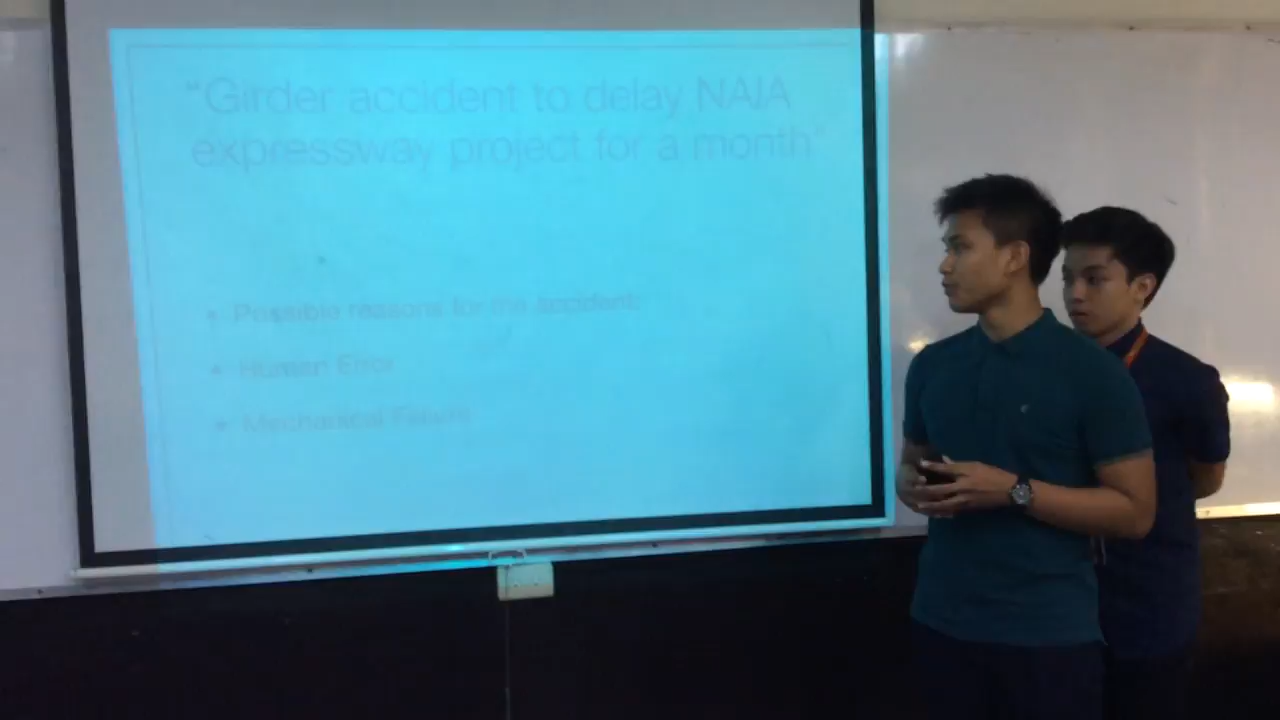 "Girder accident to delay NAIA
expressway project for a month"
• Possible reasons for the accident:
• Human Error
• Mechanical Failure